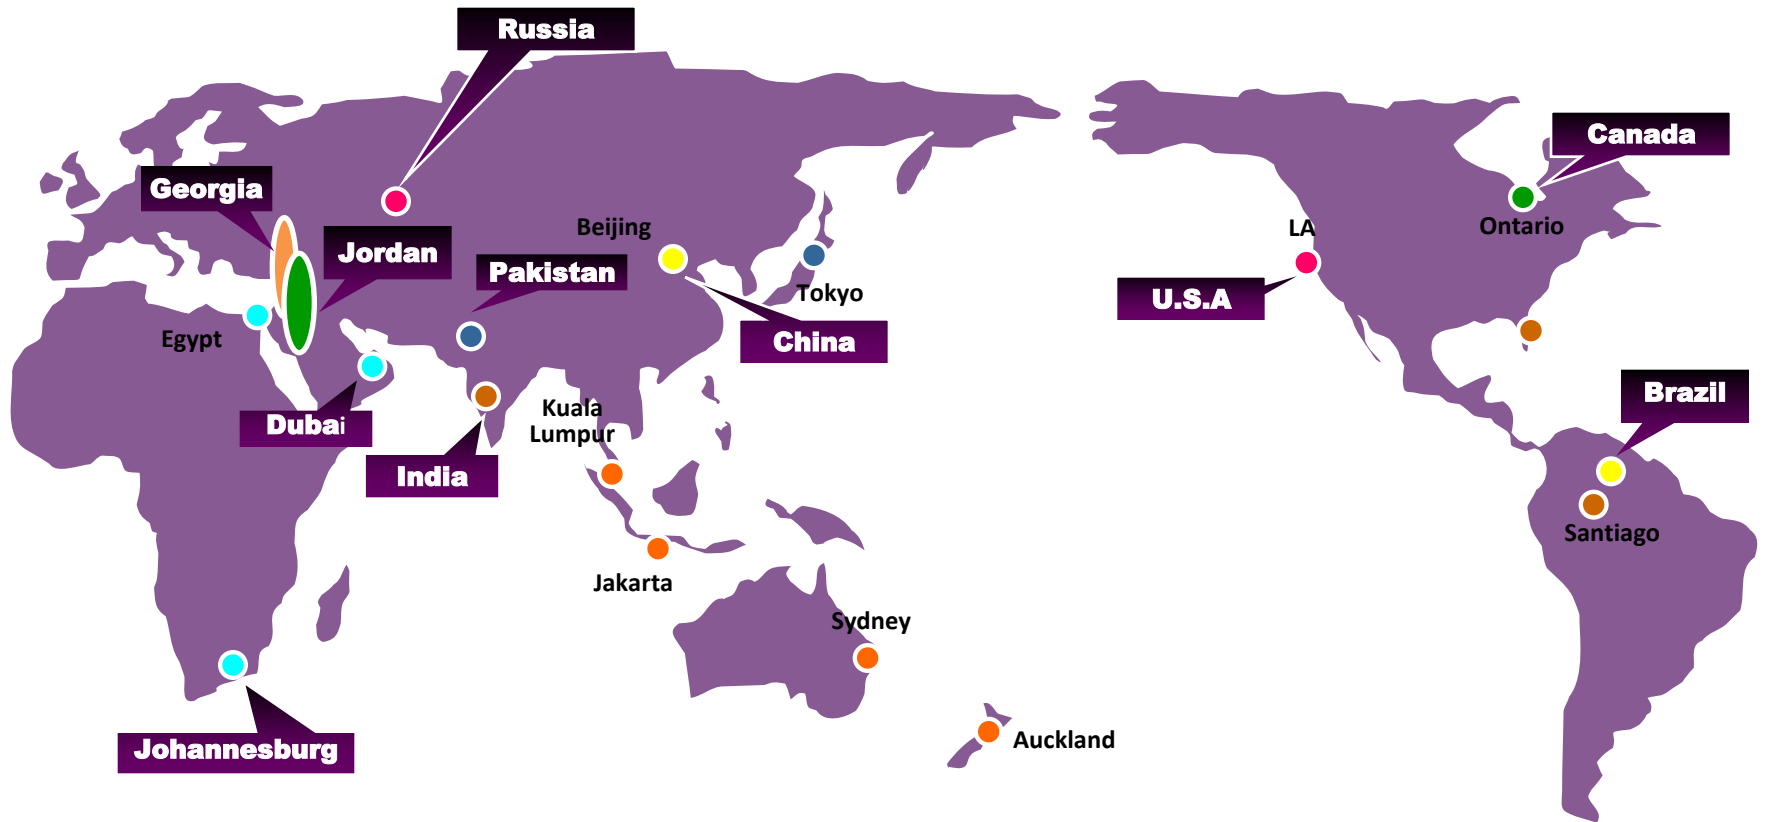 Russia
Canada
Georgia
Beijing
Ontario
LA
Jordan
Pakistan
Tokyo
U.S.A
Egypt
China
Brazil
Kuala
Lumpur
Dubai
India
Santiago
Jakarta
Sydney
Auckland
Johannesburg